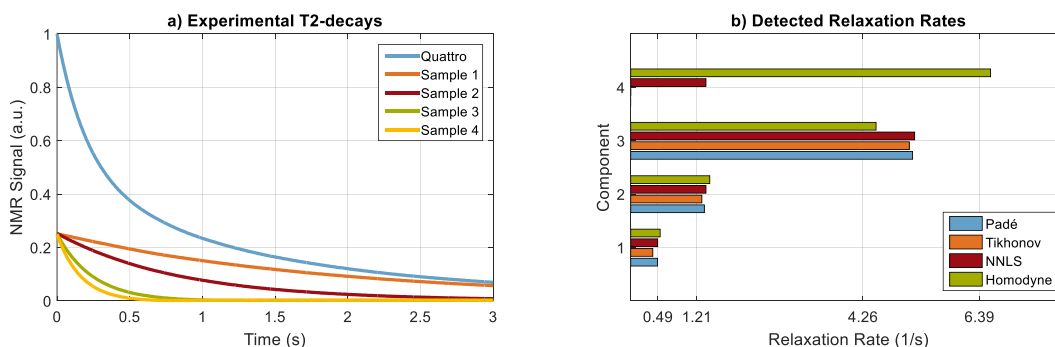 a) Experimental T2-decays
NMR Signal (a.u.)
1
0.8
0.6
0.4
0.2
0
0
0.5
1
1.5
2
2.5
3
Time (s)
Quattro
Sample 1
Sample 2
Sample 3
Sample 4
b) Detected Relaxation Rates
Component
4
3
2
1
0.49
1.21
4.26
6.39
Relaxation Rate (1/s)
Padé
Tikhonov
NNLS
Homodyne